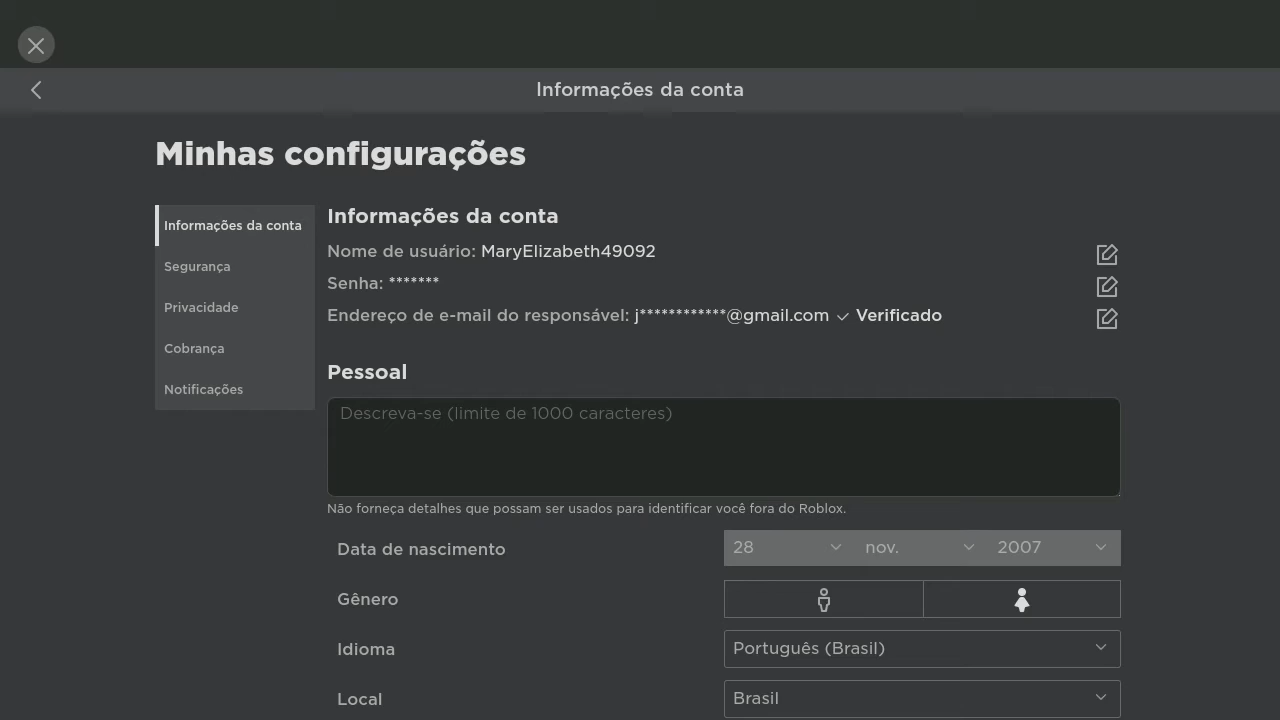 Informações da conta
Minhas configurações
Informações da conta
Segurança
Privacidade
Cobrança
Notificações
Informações da conta
Nome de usuário: MaryElizabeth49092
Senha: *******
Endereço de e-mail do responsável: j************@gmail.com Verificado
Pessoal
Descreva-se (limite de 1000 caracteres)
Não forneça detalhes que possam ser usados para identificar você fora do Roblox.
Data de nascimento 28 nov. 2007
Gênero
Idioma Português (Brasil)
Local Brasil